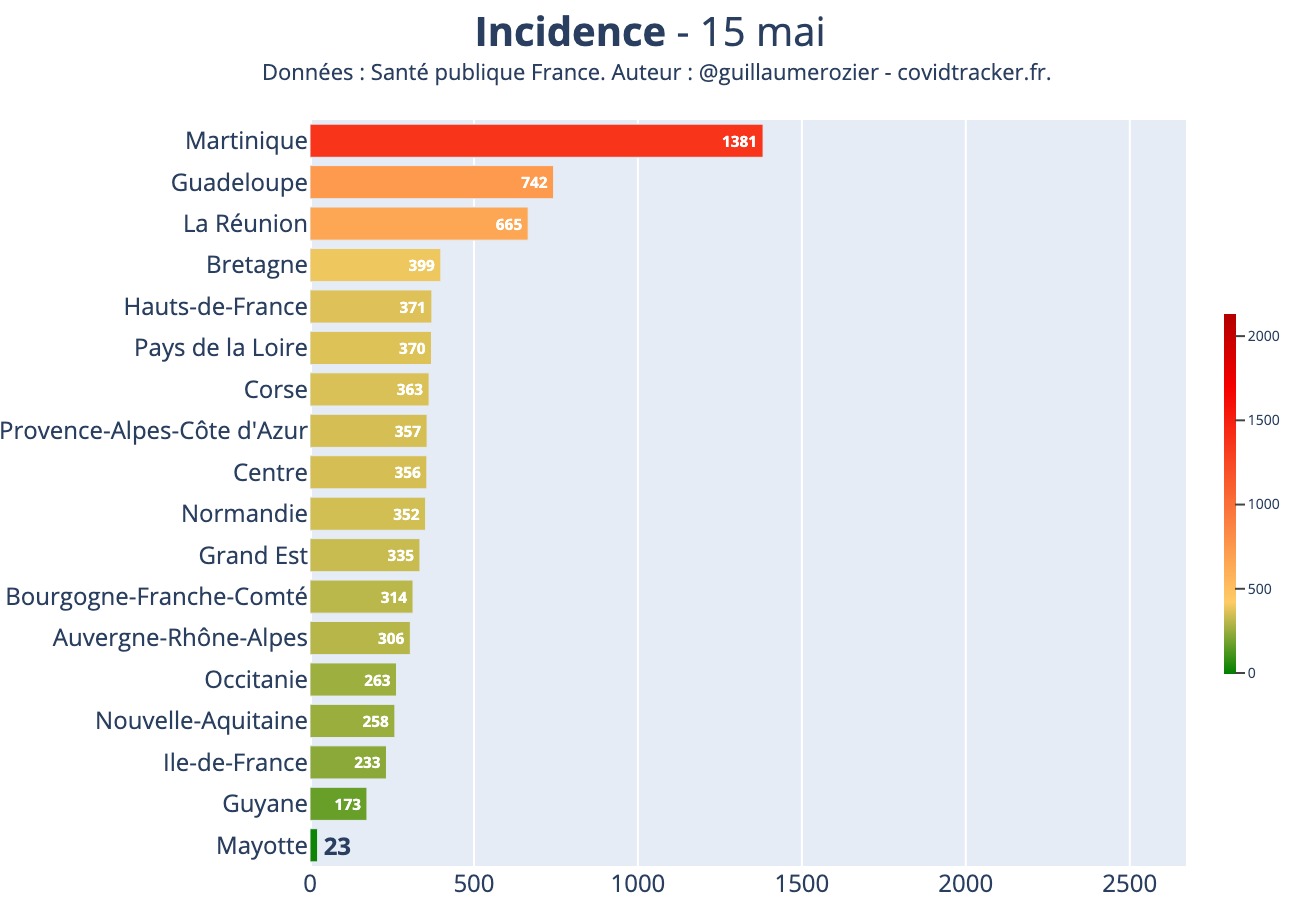 Incidence - 15 mai
Données : Santé publique France. Auteur : @guillaumerozier - covidtracker.fr.
Martinique 1381
Guadeloupe 742
La Réunion 665
Bretagne 399
Hauts-de-France 371
Pays de la Loire 370
Corse 363
Provence-Alpes-Côte d'Azur 357
Centre 356
Normandie 352
Grand Est 335
Bourgogne-Franche-Comté 314
Auvergne-Rhône-Alpes 306
Occitanie 263
Nouvelle-Aquitaine 258
Ile-de-France 233
Guyane 173
Mayotte 23
0 500 1000 1500 2000 2500
2000
1500
1000
500
0